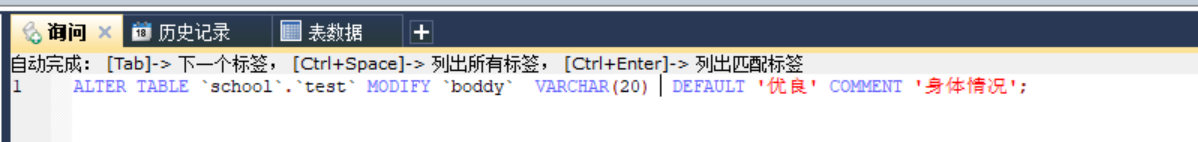 询问 历史记录 表数据
自动完成: [Tab]-> 下一个标签, [Ctrl+Space]-> 列出所有标签, [Ctrl+Enter]-> 列出匹配标签
1 ALTER TABLE `school`.`test` MODIFY `boddy` VARCHAR(20) DEFAULT '优良' COMMENT '身体情况';